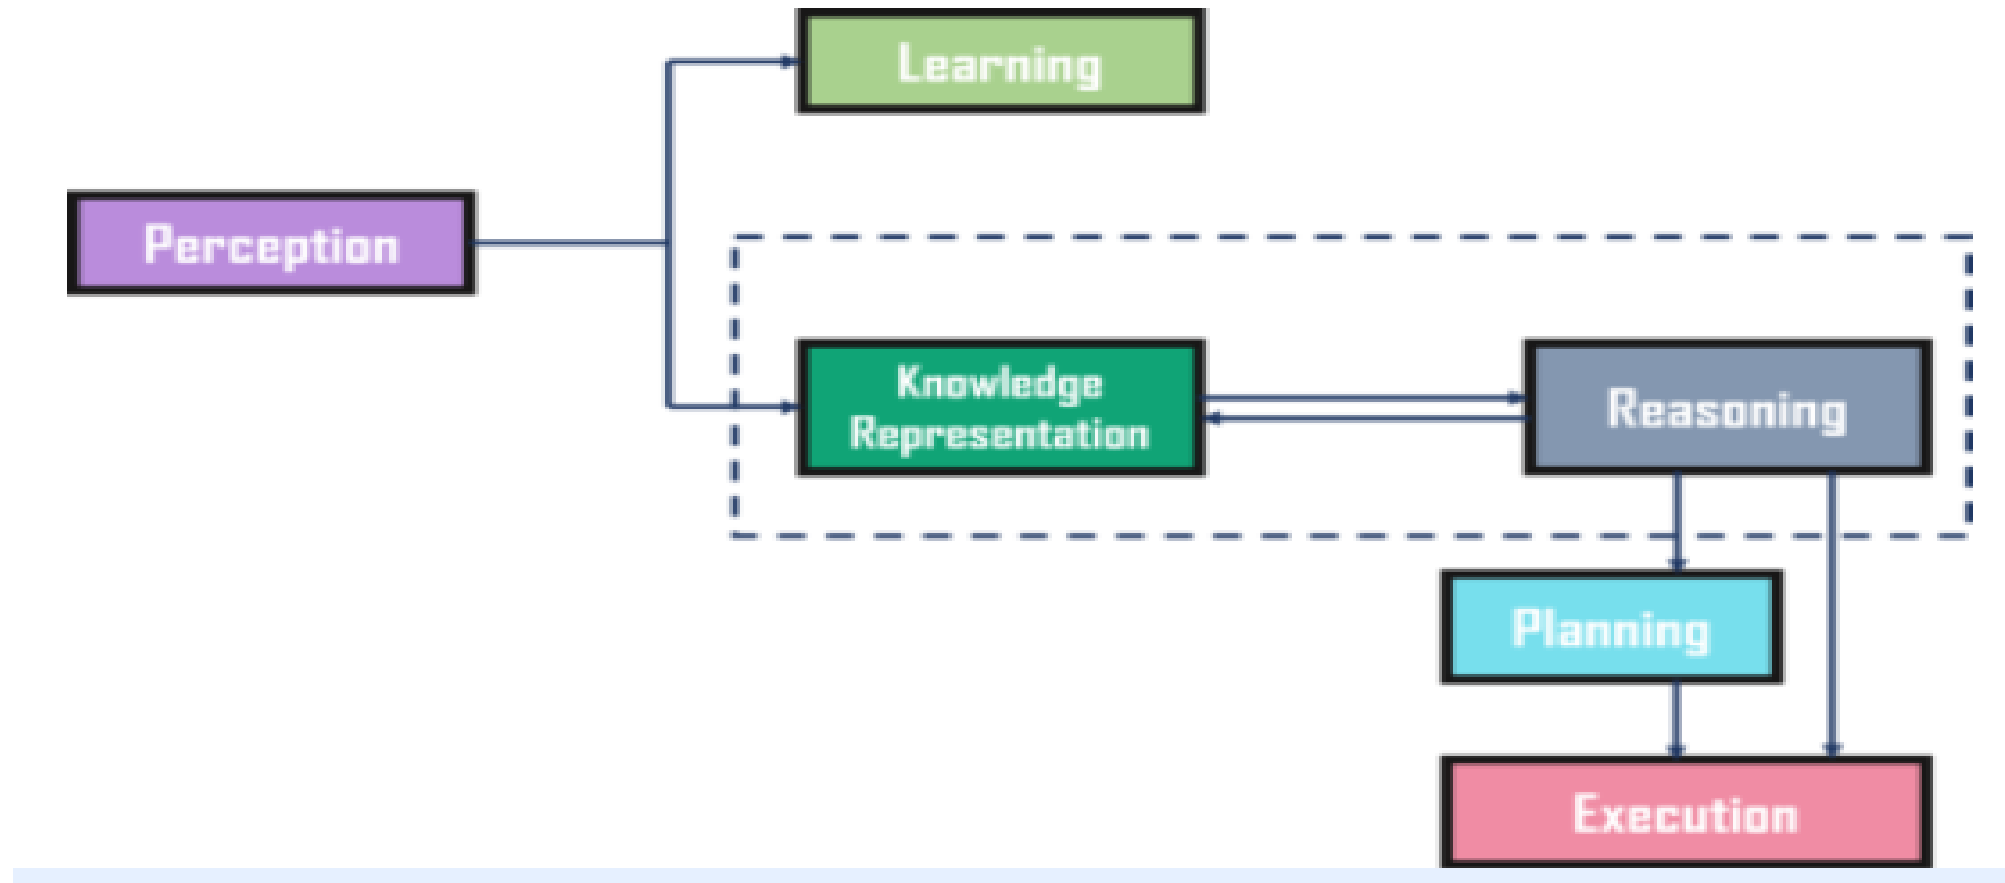 Learning
Perception
Knowledge
Representation
Reasoning
Planning
Execution